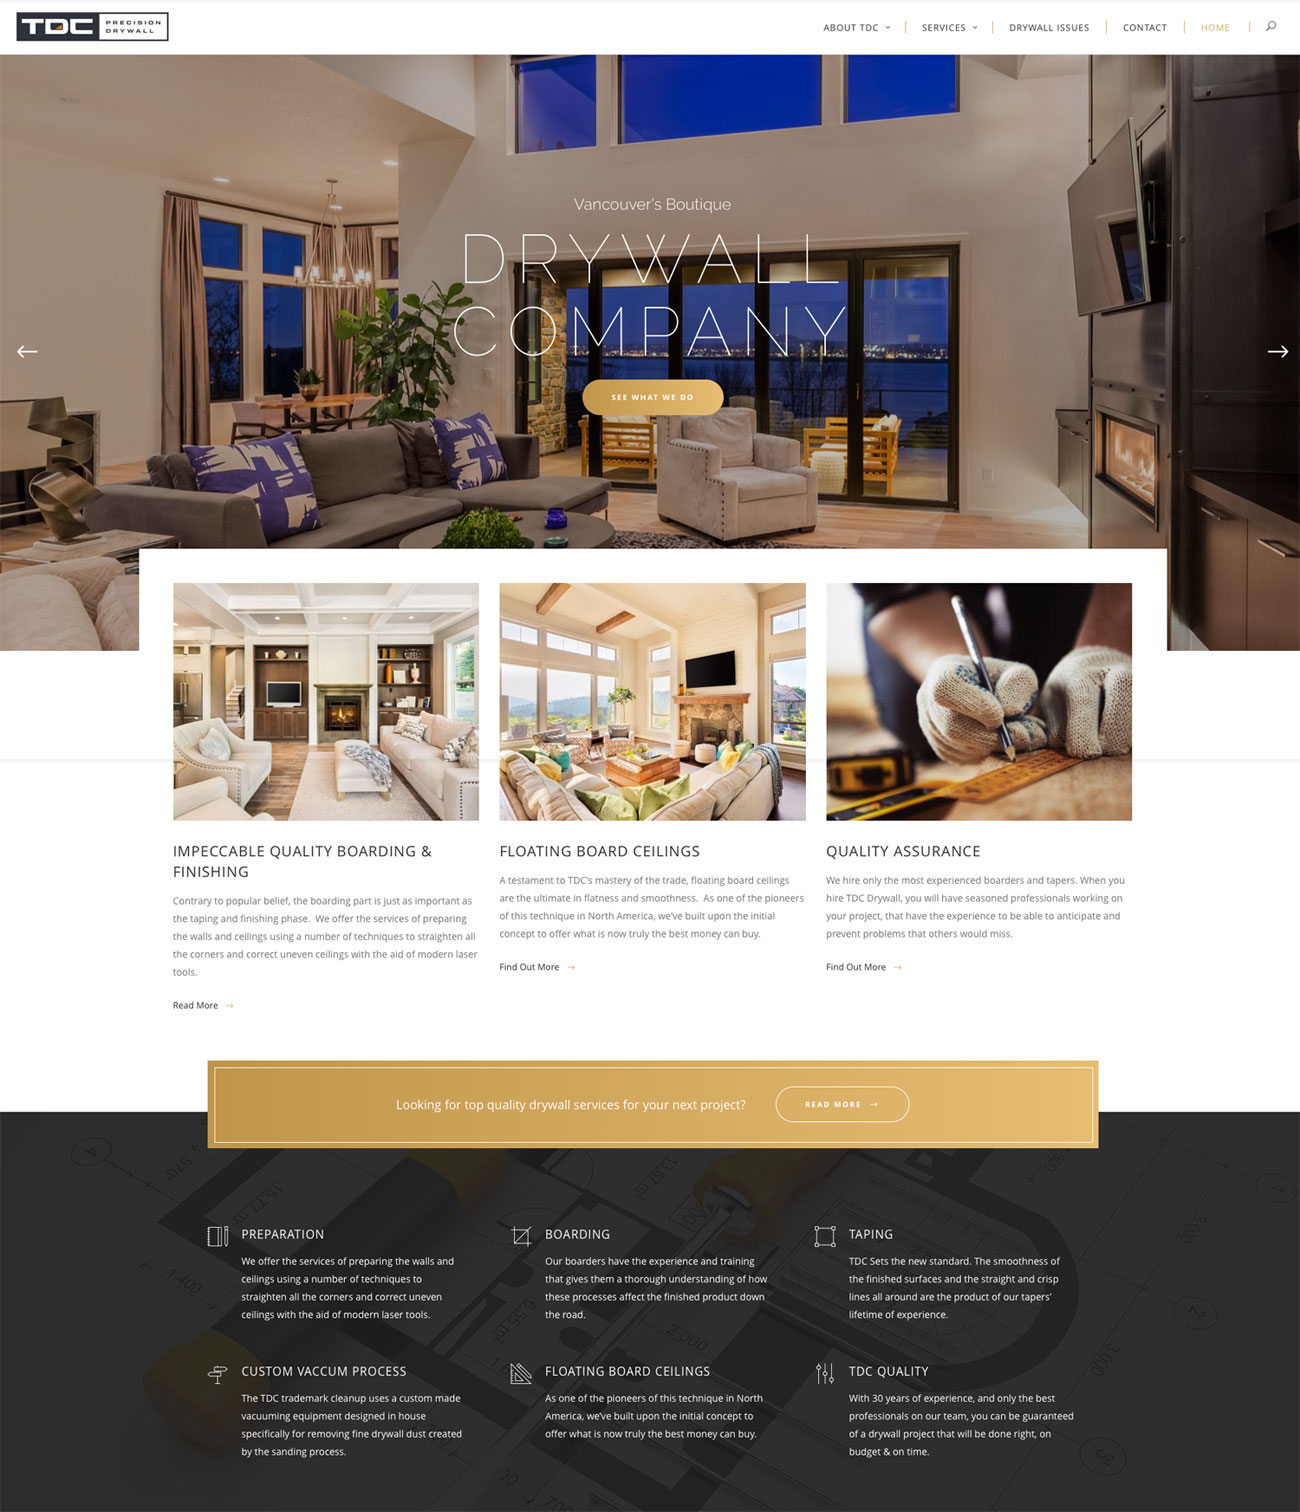 TDC PRECISION DRYWALL
ABOUT TDC SERVICES DRYWALL ISSUES CONTACT HOME
Vancouver's Boutique
DRYWALL
COMPANY
SEE WHAT WE DO
IMPECCABLE QUALITY BOARDING &
FINISHING
Contrary to popular belief, the boarding part is just as important as
the taping and finishing phase. We offer the services of preparing
the walls and ceilings using a number of techniques to straighten all
the corners and correct uneven ceilings with the aid of modern laser
tools.
Read More →
FLOATING BOARD CEILINGS
A testament to TDC's mastery of the trade, floating board ceilings
are the ultimate in flatness and smoothness. As one of the pioneers
of this technique in North America, we've built upon the initial
concept to offer what is now truly the best money can buy.
Find Out More →
QUALITY ASSURANCE
We hire only the most experienced boarders and tapers. When you
hire TDC Drywall, you will have seasoned professionals working on
your project, that have the experience to be able to anticipate and
prevent problems that others would miss.
Find Out More →
Looking for top quality drywall services for your next project?
READ MORE →
PREPARATION
We offer the services of preparing the walls and
ceilings using a number of techniques to
straighten all the corners and correct uneven
ceilings with the aid of modern laser tools.
BOARDING
Our boarders have the experience and training
that gives them a thorough understanding of how
these processes affect the finished product down
the road.
TAPING
TDC Sets the new standard. The smoothness of
the finished surfaces and the straight and crisp
lines all around are the product of our tapers'
lifetime of experience.
CUSTOM VACCUM PROCESS
The TDC trademark cleanup uses a custom made
vacuuming equipment designed in house
specifically for removing fine drywall dust created
by the sanding process.
FLOATING BOARD CEILINGS
As one of the pioneers of this technique in North
America, we've built upon the initial concept to
offer what is now truly the best money can buy.
TDC QUALITY
With 30 years of experience, and only the best
professionals on our team, you can be guaranteed
of a drywall project that will be done right, on
budget & on time.